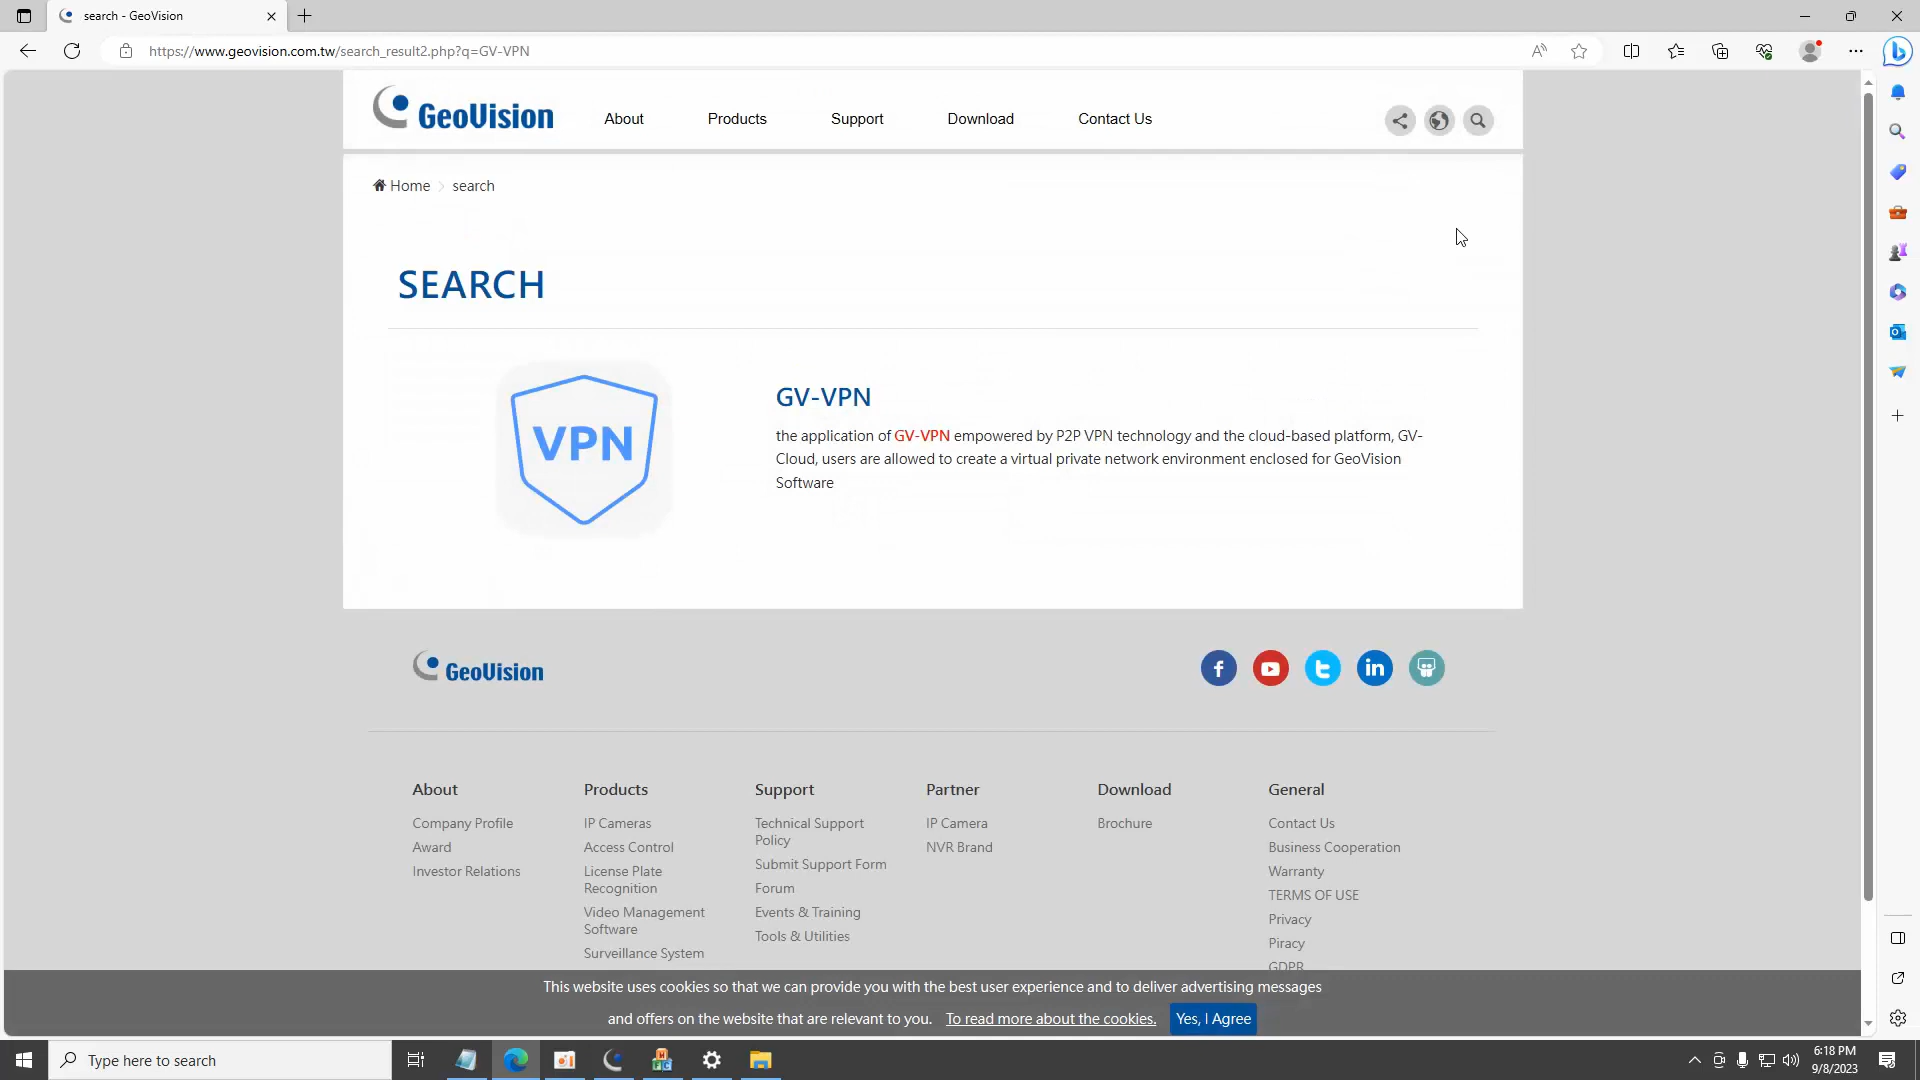 search - GeoVision
https://www.geovision.com.tw/search_result2.php?q=GV-VPN
GeoVision
About
Products
Support
Download
Contact Us
Home
search
SEARCH
VPN
GV-VPN
the application of GV-VPN empowered by P2P VPN technology and the cloud-based platform, GV-
Cloud, users are allowed to create a virtual private network environment enclosed for GeoVision
Software
GeoVision
About
Company Profile
Award
Investor Relations
Products
IP Cameras
Access Control
License Plate
Recognition
Video Management
Software
Surveillance System
Support
Technical Support
Policy
Submit Support Form
Forum
Events & Training
Tools & Utilities
Partner
IP Camera
NVR Brand
Download
Brochure
General
Contact Us
Business Cooperation
Warranty
TERMS OF USE
Privacy
Piracy
GDPR
This website uses cookies so that we can provide you with the best user experience and to deliver advertising messages
and offers on the website that are relevant to you. To read more about the cookies. Yes, I Agree
Type here to search
6:18 PM
9/8/2023